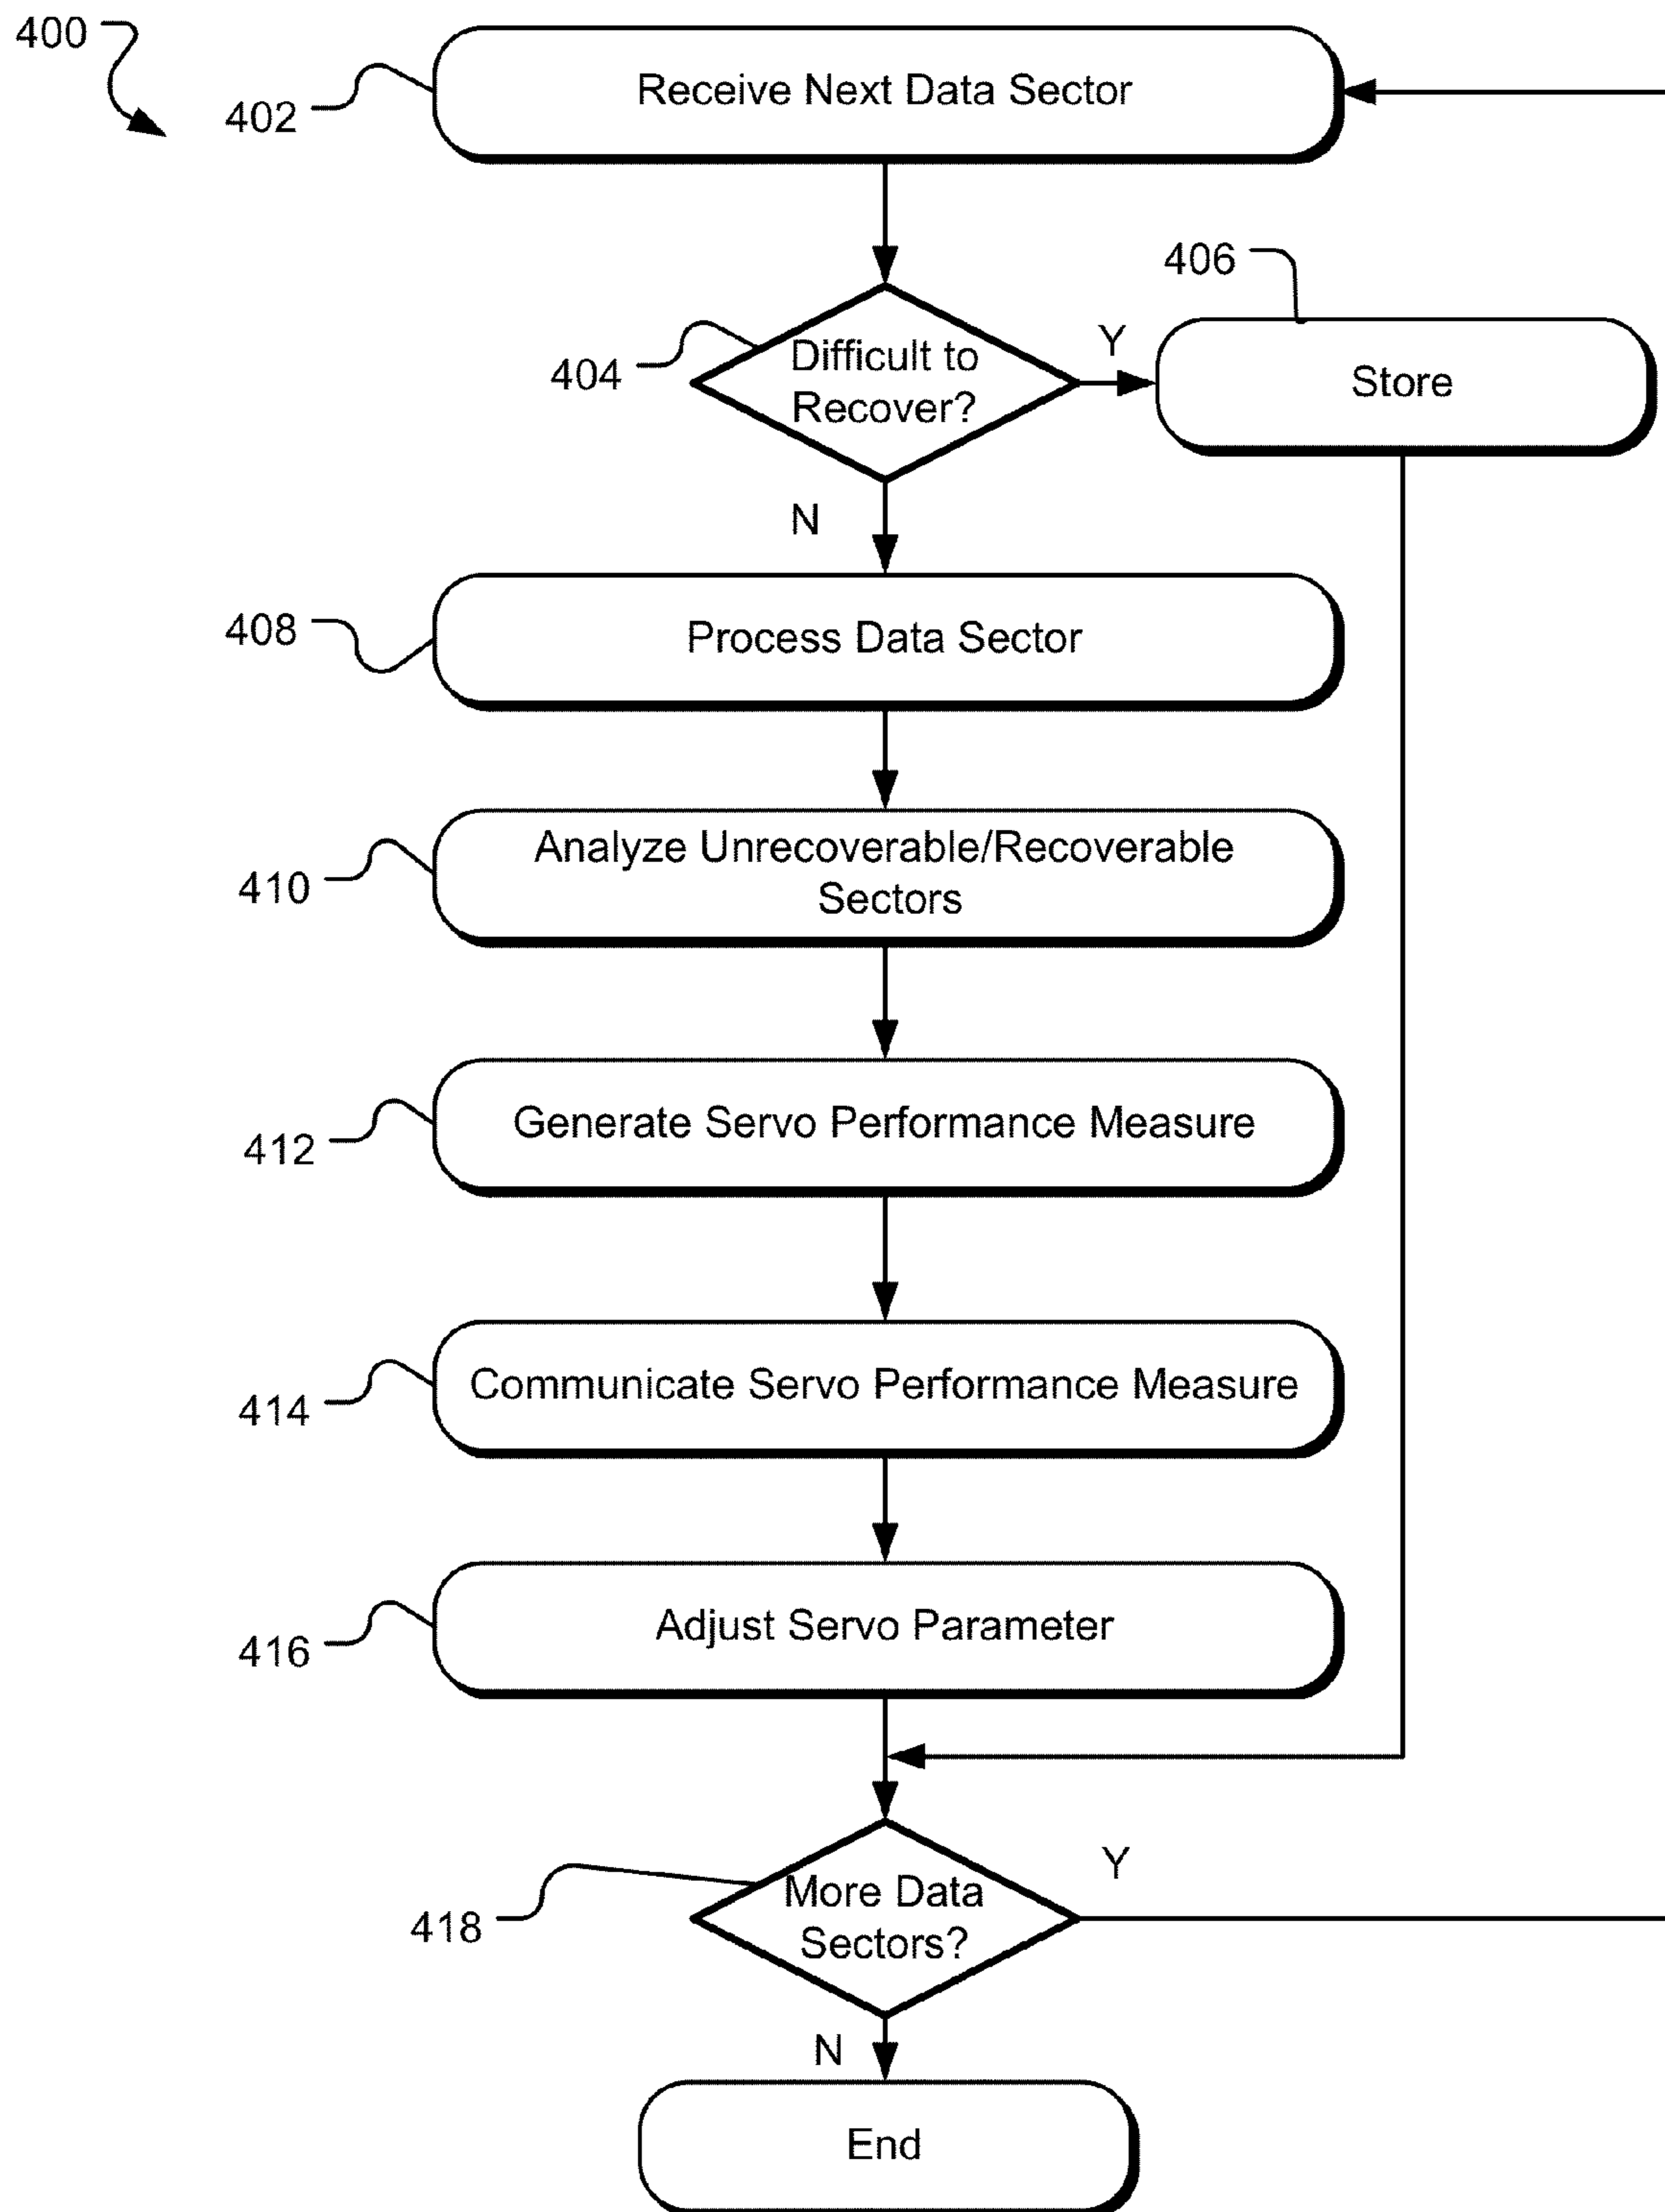 400
402
Receive Next Data Sector
406
404
Difficult to
Recover?
Y
Store
N
408
Process Data Sector
410
Analyze Unrecoverable/Recoverable
Sectors
412
Generate Servo Performance Measure
414
Communicate Servo Performance Measure
416
Adjust Servo Parameter
418
More Data
Sectors?
Y
N
End